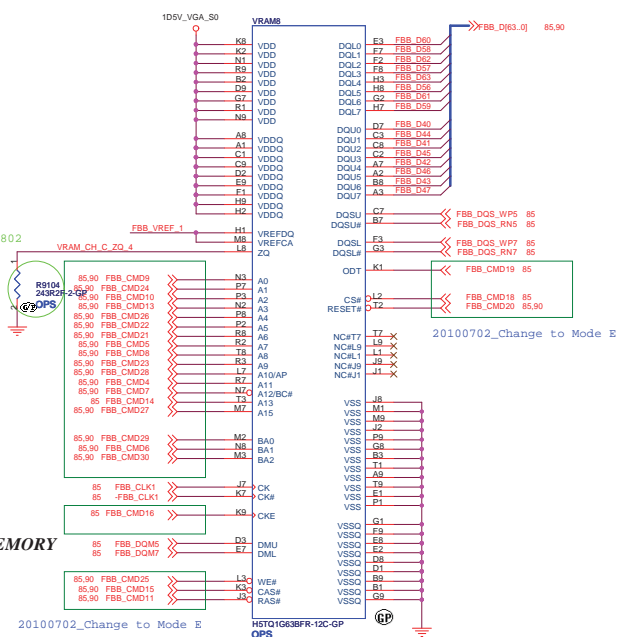 1D5V_VGA_S0
VRAM8
FBB_D[63..0] 85,90
K8 VDD
K2 VDD
N1 VDD
R9 VDD
B2 VDD
D9 VDD
G7 VDD
R1 VDD
N9 VDD
A8 VDDQ
A1 VDDQ
C1 VDDQ
C9 VDDQ
D2 VDDQ
E9 VDDQ
F1 VDDQ
H9 VDDQ
H2 VDDQ
FBB_VREF_1 H1 VREFDQ
M8 VREFCA
VRAM_CH_C_ZQ_4 L8 ZQ
802
1
R9104
243R2F-2-GP
OPS
GP
2
85,90 FBB_CMD9 N3 A0
85,90 FBB_CMD24 P7 A1
85,90 FBB_CMD10 P3 A2
85,90 FBB_CMD13 N2 A3
85,90 FBB_CMD26 P8 A4
85,90 FBB_CMD22 P2 A5
85,90 FBB_CMD21 R8 A6
85,90 FBB_CMD5 R2 A7
85,90 FBB_CMD8 T8 A8
85,90 FBB_CMD23 R3 A9
85,90 FBB_CMD28 L7 A10/AP
85,90 FBB_CMD4 R7 A11
85,90 FBB_CMD7 N7 A12/BC#
85 FBB_CMD14 T3 A13
85,90 FBB_CMD27 M7 A15
85,90 FBB_CMD29 M2 BA0
85,90 FBB_CMD6 N8 BA1
85,90 FBB_CMD30 M3 BA2
85 FBB_CLK1 J7 CK
85 -FBB_CLK1 K7 CK#
85 FBB_CMD16 K9 CKE
EMORY
85 FBB_DQM5 D3 DMU
85 FBB_DQM7 E7 DML
85,90 FBB_CMD25 L3 WE#
85,90 FBB_CMD15 K3 CAS#
85,90 FBB_CMD11 J3 RAS#
20100702_Change to Mode E
DQL0 E3 FBB_D60
DQL1 F7 FBB_D58
DQL2 F2 FBB_D62
DQL3 F8 FBB_D57
DQL4 H3 FBB_D63
DQL5 H8 FBB_D56
DQL6 G2 FBB_D61
DQL7 H7 FBB_D59
DQU0 D7 FBB_D40
DQU1 C3 FBB_D44
DQU2 C8 FBB_D41
DQU3 C2 FBB_D45
DQU4 A7 FBB_D42
DQU5 A2 FBB_D46
DQU6 B8 FBB_D43
DQU7 A3 FBB_D47
DQSU C7 FBB_DQS_WP5 85
DQSU# B7 FBB_DQS_RN5 85
DQSL F3 FBB_DQS_WP7 85
DQSL# G3 FBB_DQS_RN7 85
ODT K1 FBB_CMD19 85
CS# L2 FBB_CMD18 85
RESET# T2 FBB_CMD20 85,90
20100702_Change to Mode E
NC#T7 T7
NC#L9 L9
NC#L1 L1
NC#J9 J9
NC#J1 J1
VSS J8
VSS M1
VSS M9
VSS J2
VSS P9
VSS G8
VSS B3
VSS T1
VSS A9
VSS T9
VSS E1
VSS P1
VSSQ G1
VSSQ F9
VSSQ E8
VSSQ E2
VSSQ D8
VSSQ D1
VSSQ B9
VSSQ B1
VSSQ G9
H5TQ1G63BFR-12C-GP
OPS
GP